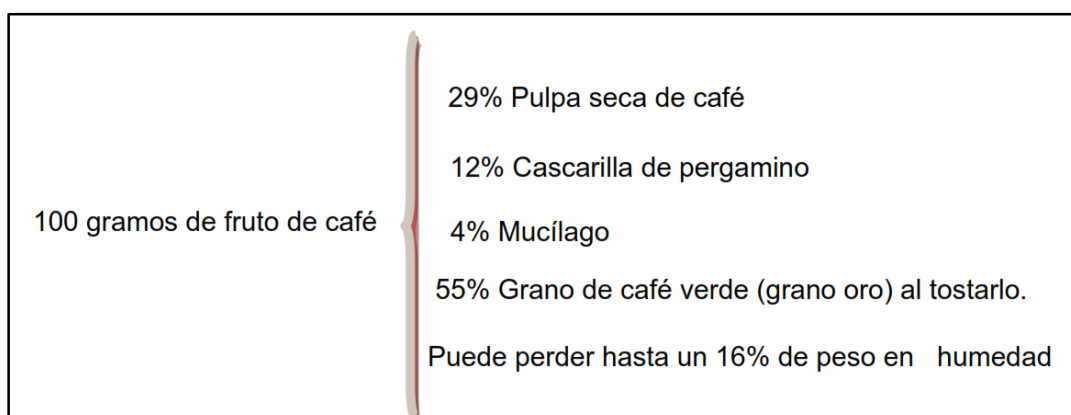 29% Pulpa seca de café
12% Cascarilla de pergamino
100 gramos de fruto de café
4% Mucílago
55% Grano de café verde (grano oro) al tostarlo.
Puede perder hasta un 16% de peso en humedad